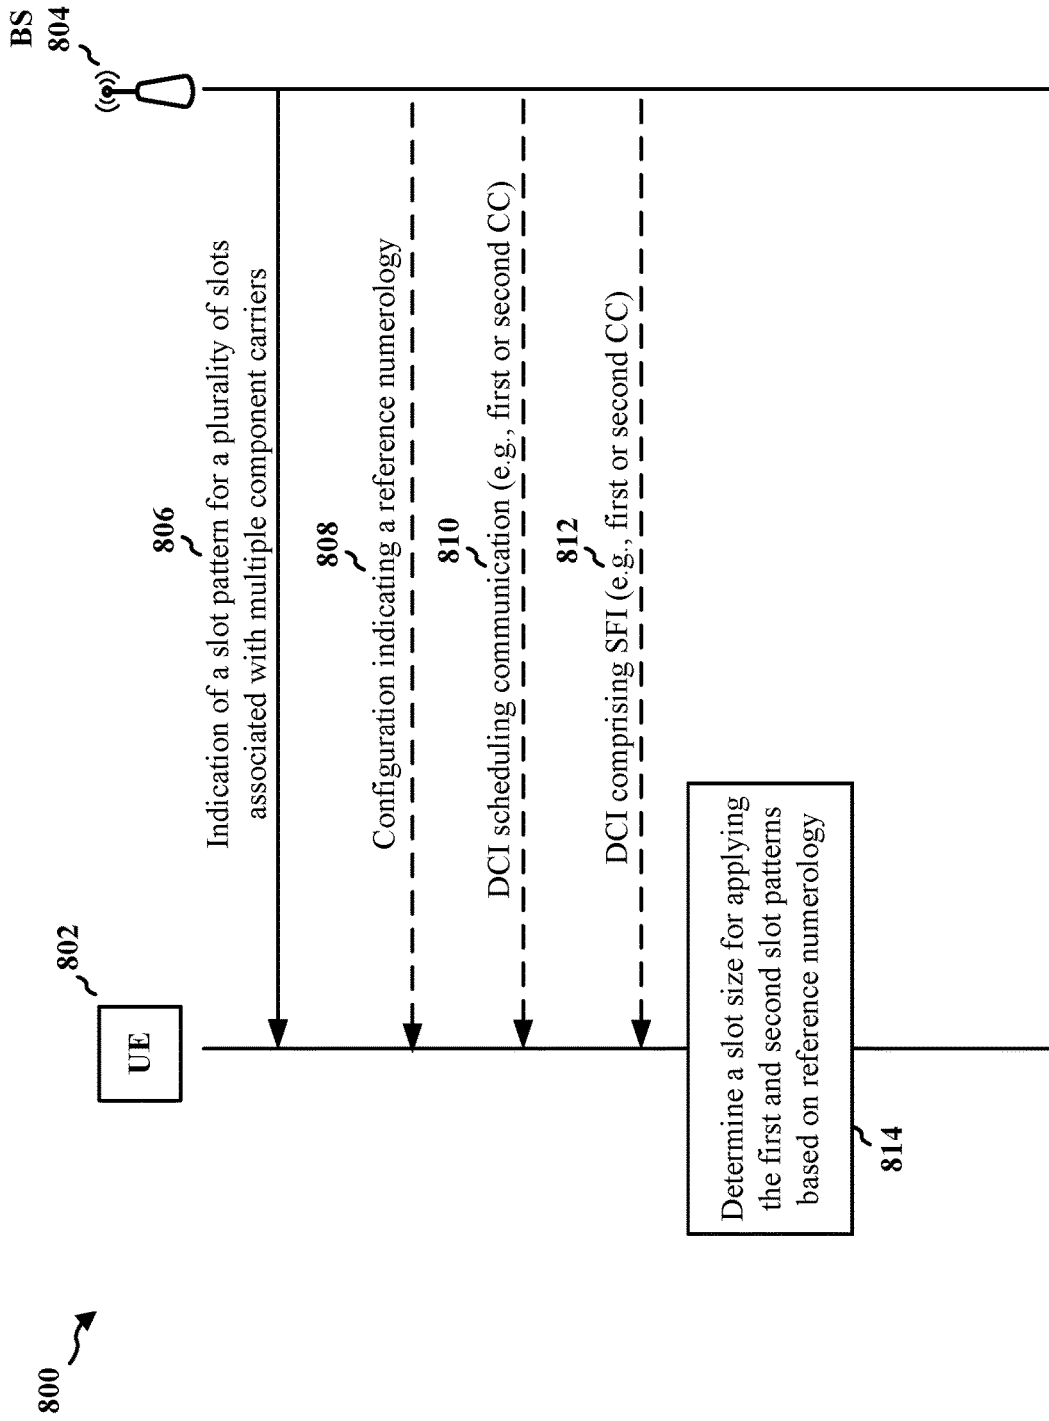 800
UE
802
BS
804
806
Indication of a slot pattern for a plurality of slots
associated with multiple component carriers
808
Configuration indicating a reference numerology
810
DCI scheduling communication (e.g., first or second CC)
812
DCI comprising SFI (e.g., first or second CC)
Determine a slot size for applying
the first and second slot patterns
based on reference numerology
814